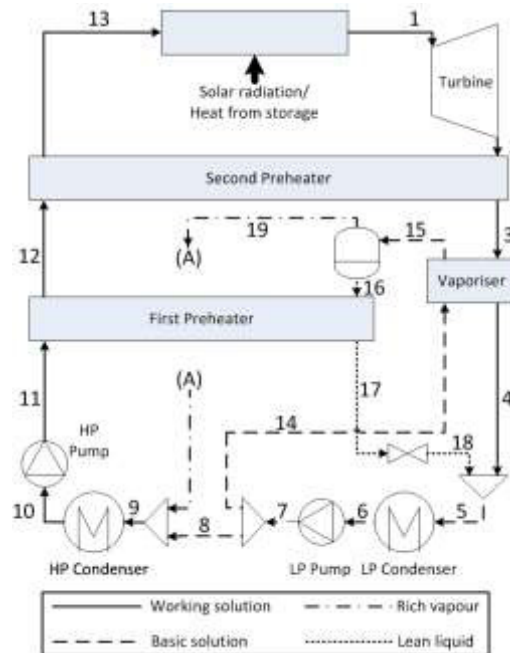 13
1
Solar radiation/
Heat from storage
Turbine
Second Preheater
12
19
15
3
(A)
16
Vaporiser
First Preheater
(A)
11
17
4
14
HP
Pump
18
10
9
8
7
6
5
HP Condenser
LP Pump
LP Condenser
Working solution
Rich vapour
Basic solution
Lean liquid